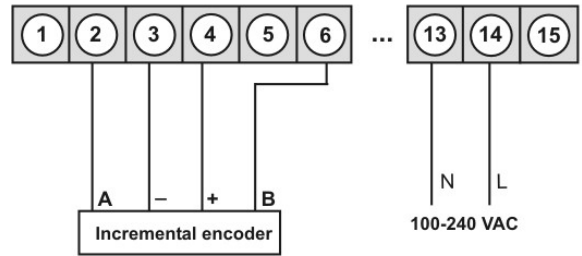 1 2 3 4 5 6 ... 13 14 15
A – + B
N L
Incremental encoder
100-240 VAC